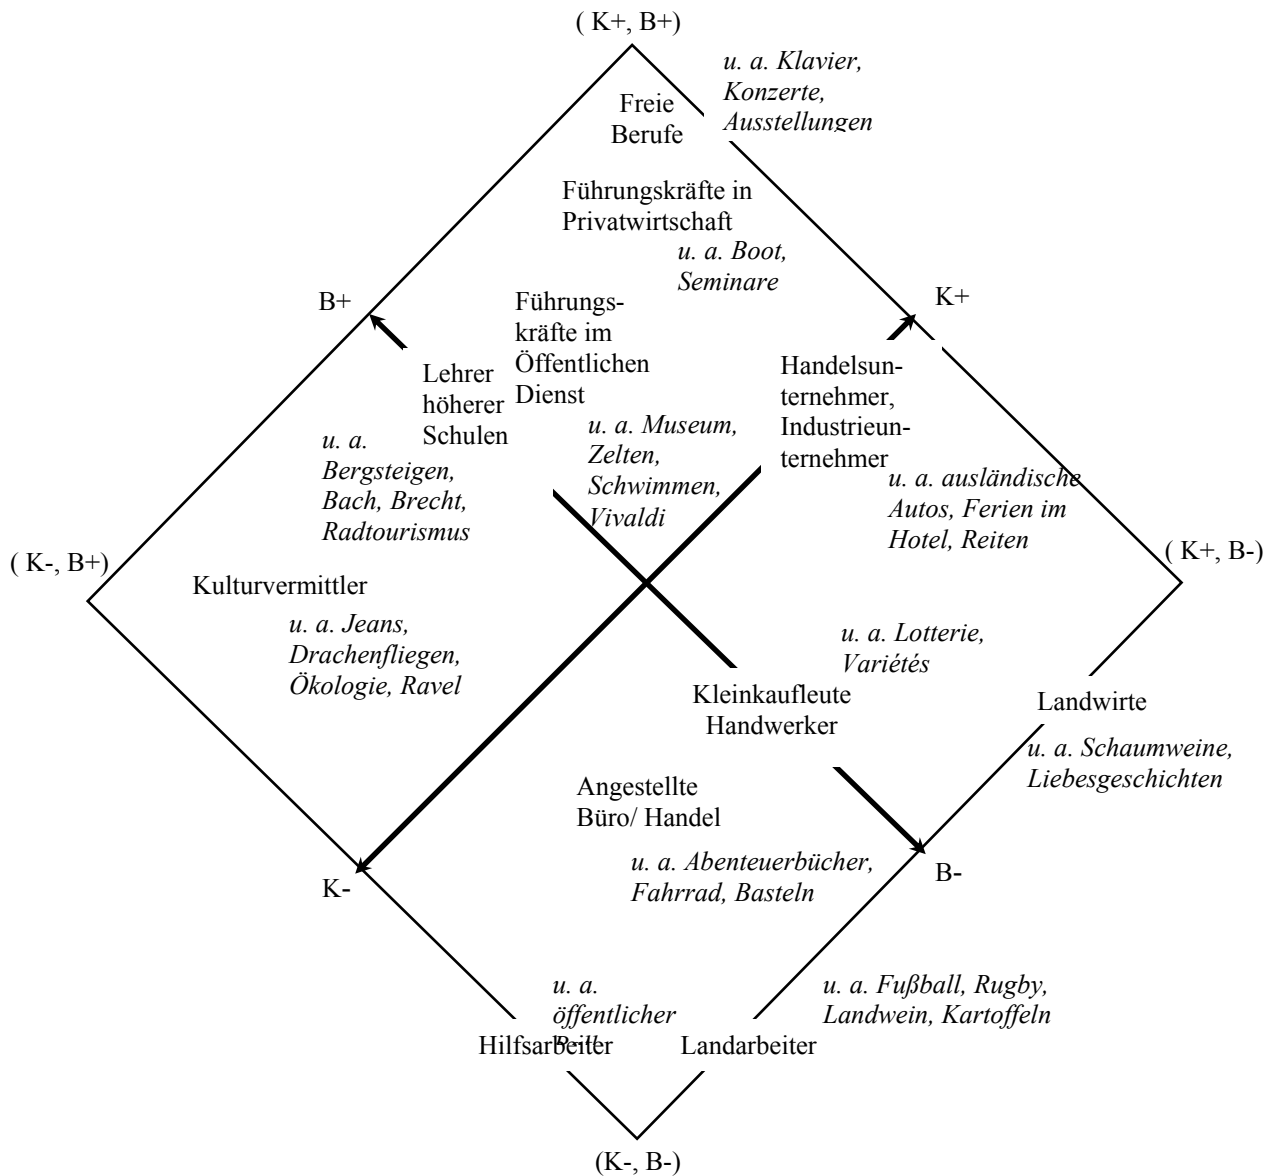 ( K+, B+)
u. a. Klavier,
Konzerte,
Ausstellungen
Freie
Berufe
Führungskräfte in
Privatwirtschaft
u. a. Boot,
Seminare
B+
K+
Führungs-
kräfte im
Öffentlichen
Dienst
Lehrer
höherer
Schulen
Handelsun-
ternehmer,
Industrieun-
ternehmer
u. a. Museum,
Zelten,
Schwimmen,
Vivaldi
u. a.
Bergsteigen,
Bach, Brecht,
Radtourismus
u. a. ausländische
Autos, Ferien im
Hotel, Reiten
( K-, B+)
( K+, B-)
Kulturvermittler
u. a. Jeans,
Drachenfliegen,
Ökologie, Ravel
u. a. Lotterie,
Variétés
Kleinkaufleute
Handwerker
Landwirte
u. a. Schaumweine,
Liebesgeschichten
Angestellte
Büro/ Handel
u. a. Abenteuerbücher,
Fahrrad, Basteln
K-
B-
u. a.
öffentlicher
u. a. Fußball, Rugby,
Landwein, Kartoffeln
Hilfsarbeiter
Landarbeiter
(K-, B-)